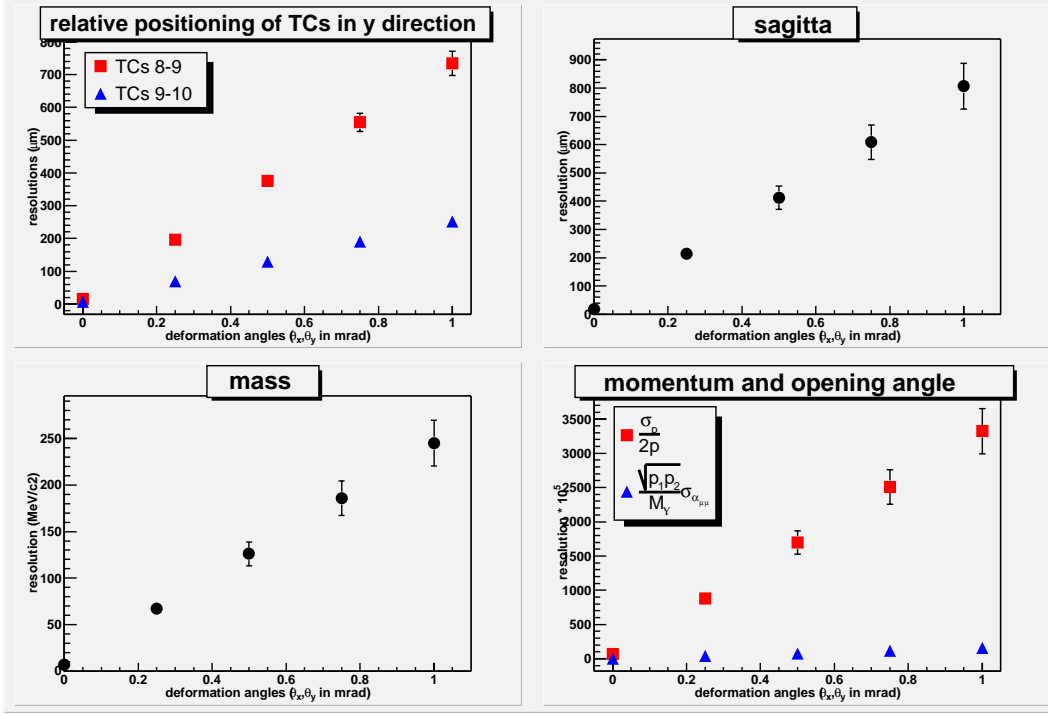 relative positioning of TCs in y direction
TCs 8-9
TCs 9-10
resolutions (μm)
800
700
600
500
400
300
200
100
0
0 0.2 0.4 0.6 0.8 1
deformation angles (θx,θy in mrad)
sagitta
resolution (μm)
900
800
700
600
500
400
300
200
100
0
0 0.2 0.4 0.6 0.8 1
deformation angles (θx,θy in mrad)
mass
resolution (MeV/c2)
250
200
150
100
50
0
0 0.2 0.4 0.6 0.8 1
deformation angles (θx,θy in mrad)
momentum and opening angle
σp
2p
√p1p2
MΥ σαμμ
resolution * 10^5
3500
3000
2500
2000
1500
1000
500
0
0 0.2 0.4 0.6 0.8 1
deformation angles (θx,θy in mrad)